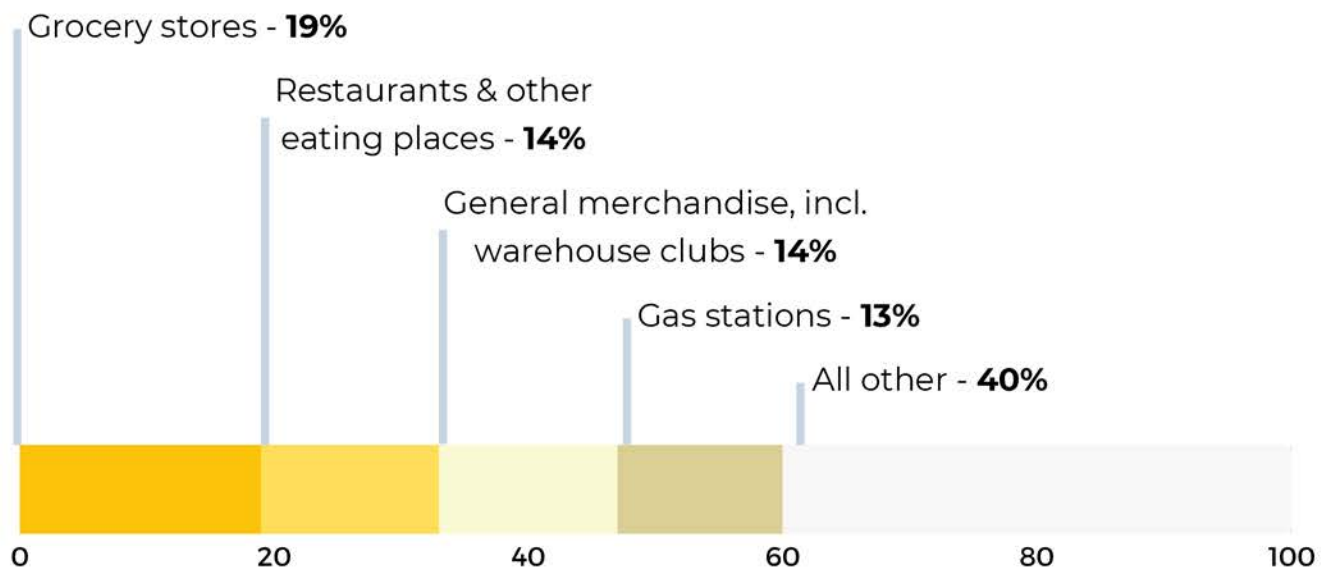 Grocery stores - 19%
Restaurants & other
eating places - 14%
General merchandise, incl.
warehouse clubs - 14%
Gas stations - 13%
All other - 40%
0 20 40 60 80 100